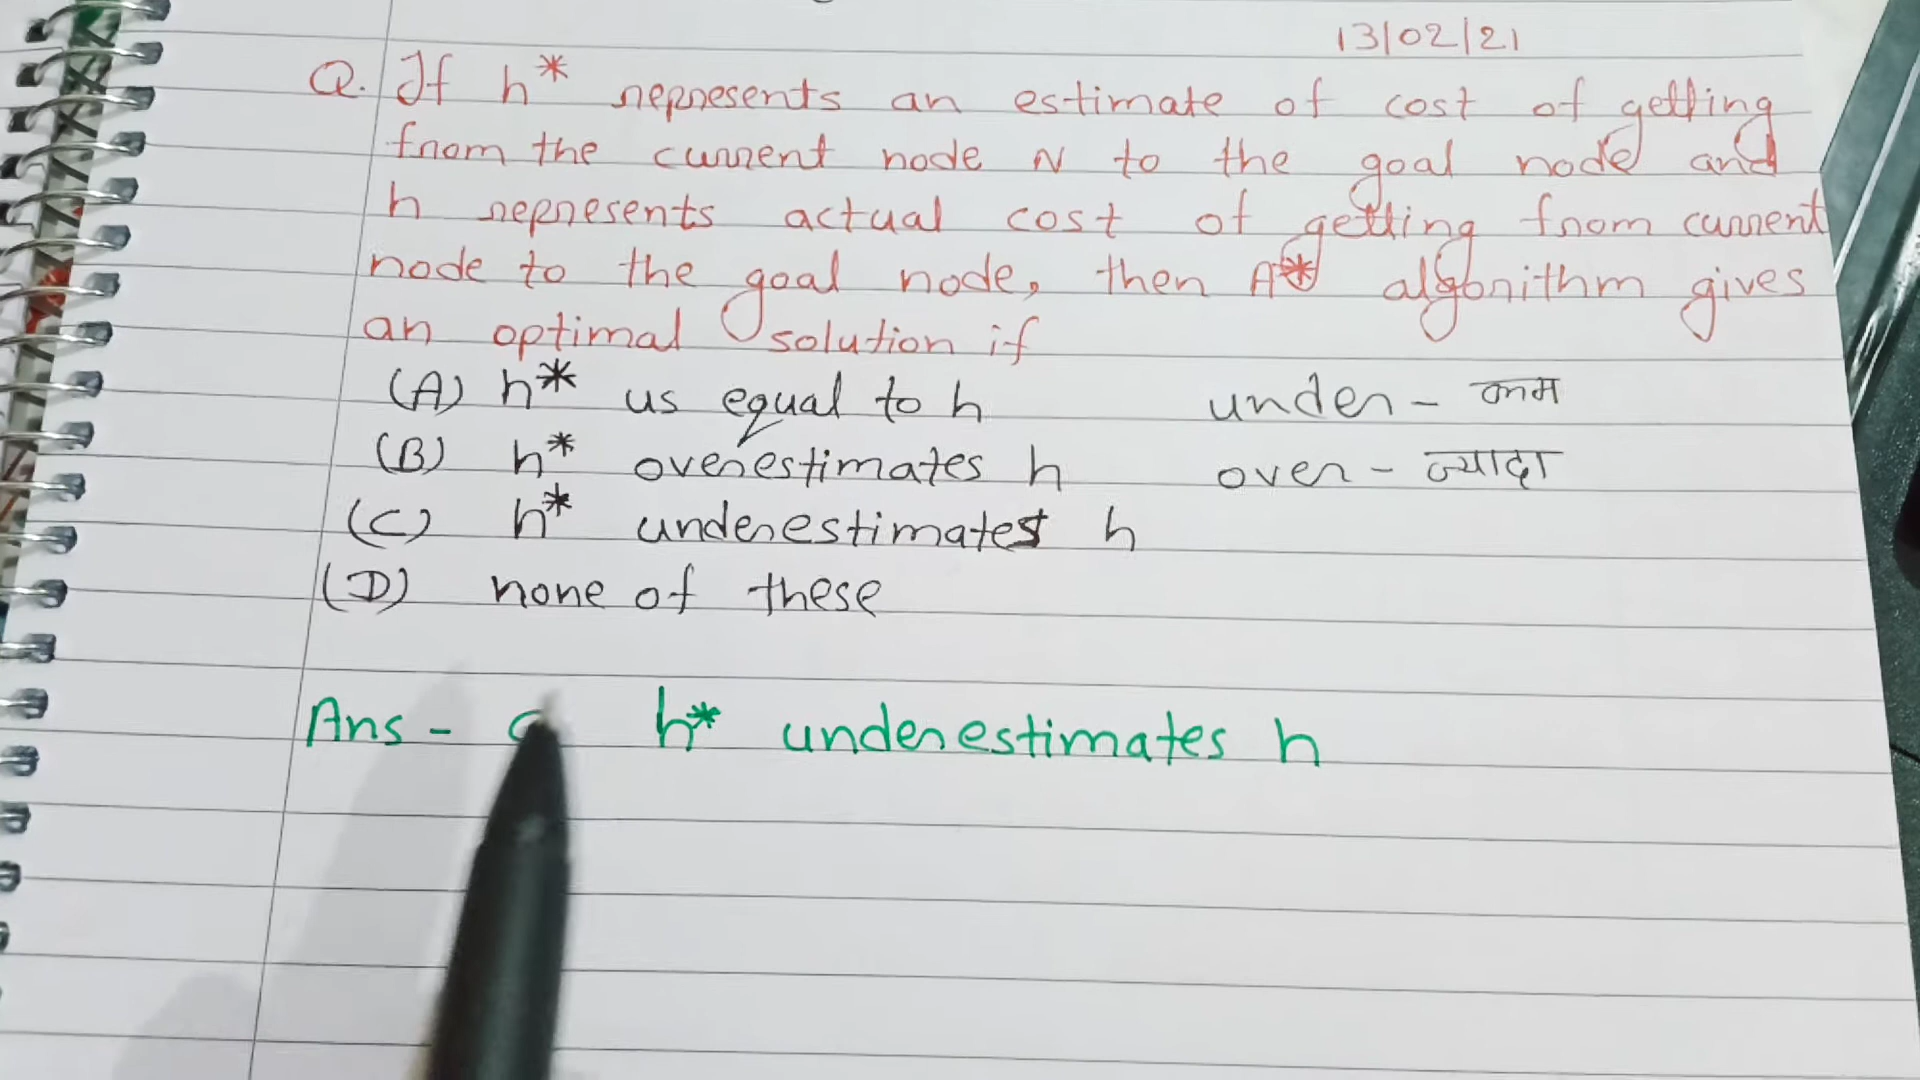 13/02/21
Q. If h* represents an estimate of cost of getting
from the current node N to the goal node and
h represents actual cost of getting from current
node to the goal node, then A* algorithm gives
an optimal solution if
(A) h* us equal to h under - कम
(B) h* overestimates h over - ज्यादा
(C) h* underestimates h
(D) none of these
Ans - h* underestimates h